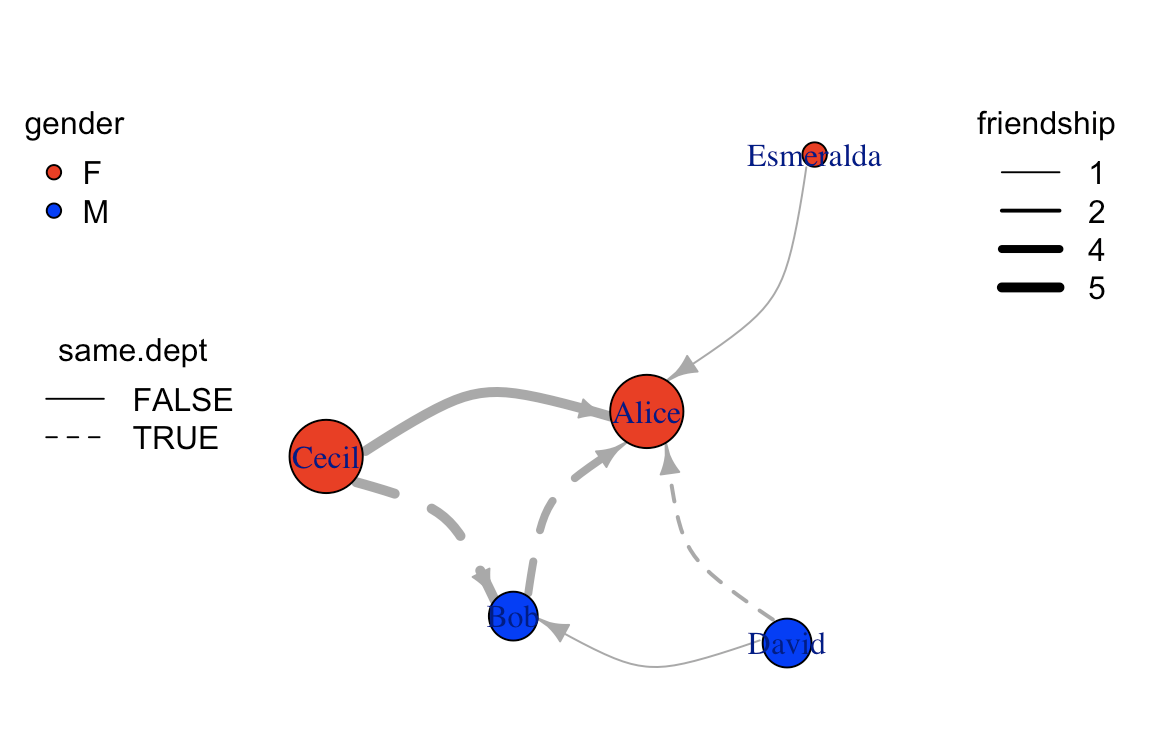 gender
F
M
same.dept
FALSE
TRUE
Esmeralda
Alice
Cecil
Bob
David
friendship
1
2
4
5